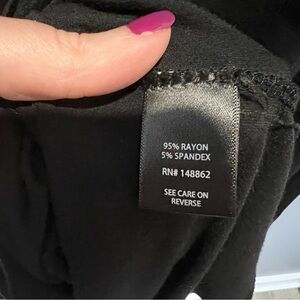 95% RAYON
5% SPANDEX
RN# 148862
SEE CARE ON
REVERSE